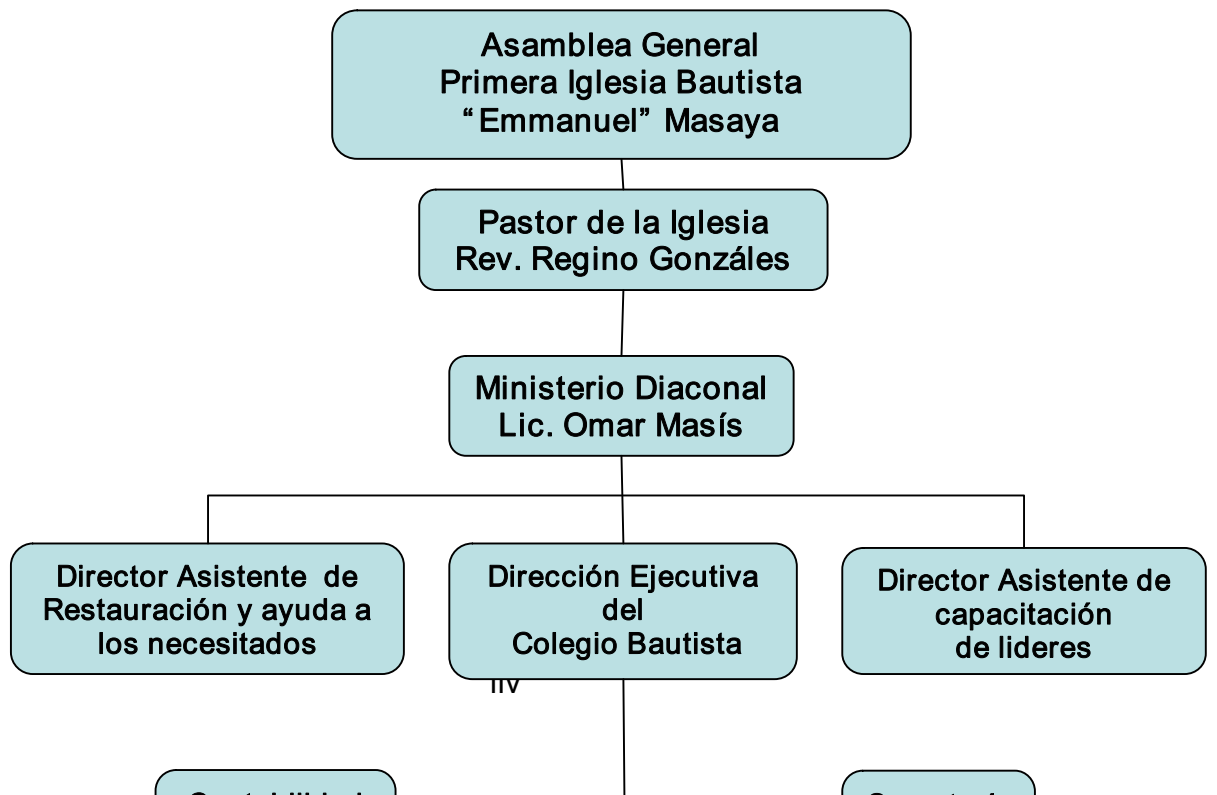 Asamblea General
Primera Iglesia Bautista
“Emmanuel” Masaya
Pastor de la Iglesia
Rev. Regino Gonzáles
Ministerio Diaconal
Lic. Omar Masís
Director Asistente de
Restauración y ayuda a
los necesitados
Dirección Ejecutiva
del
Colegio Bautista
Director Asistente de
capacitación
de lideres